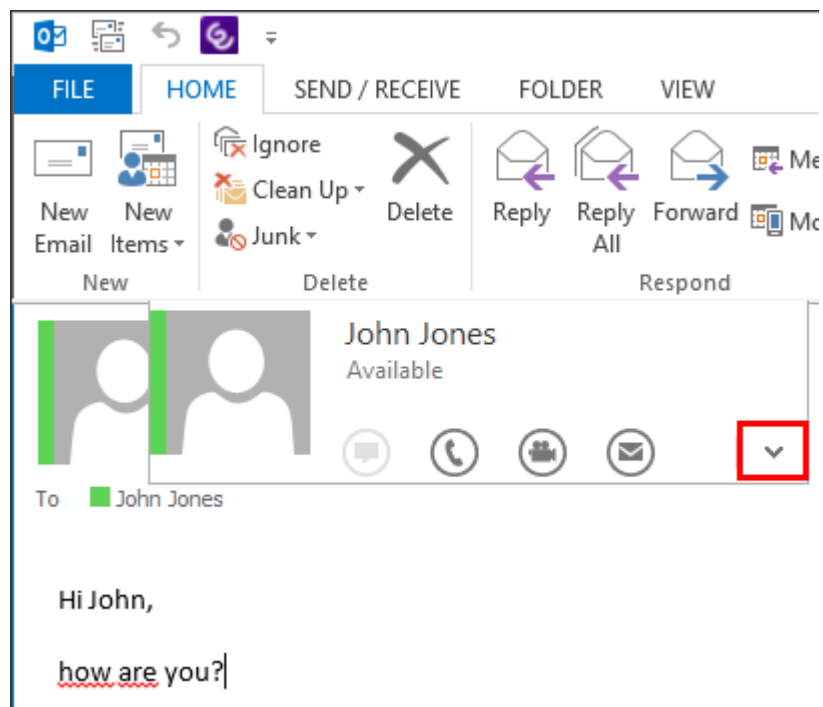 FILE HOME SEND / RECEIVE FOLDER VIEW
Ignore
Clean Up
Junk
New Email
New Items
Delete
Reply
Reply All
Forward
New Delete Respond
John Jones
Available
To John Jones
Hi John,
how are you?